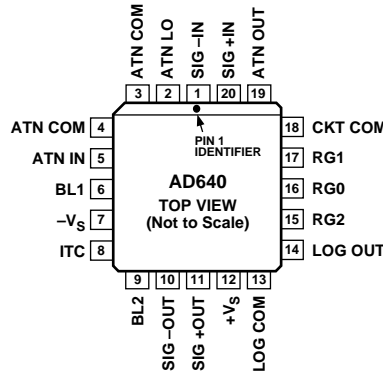 ATN COM
ATN LO
SIG –IN
SIG +IN
ATN OUT
3
2
1
20
19
ATN COM 4
ATN IN 5
BL1 6
–VS 7
ITC 8
PIN 1
IDENTIFIER
AD640
TOP VIEW
(Not to Scale)
18 CKT COM
17 RG1
16 RG0
15 RG2
14 LOG OUT
9
10
11
12
13
BL2
SIG –OUT
SIG +OUT
+VS
LOG COM